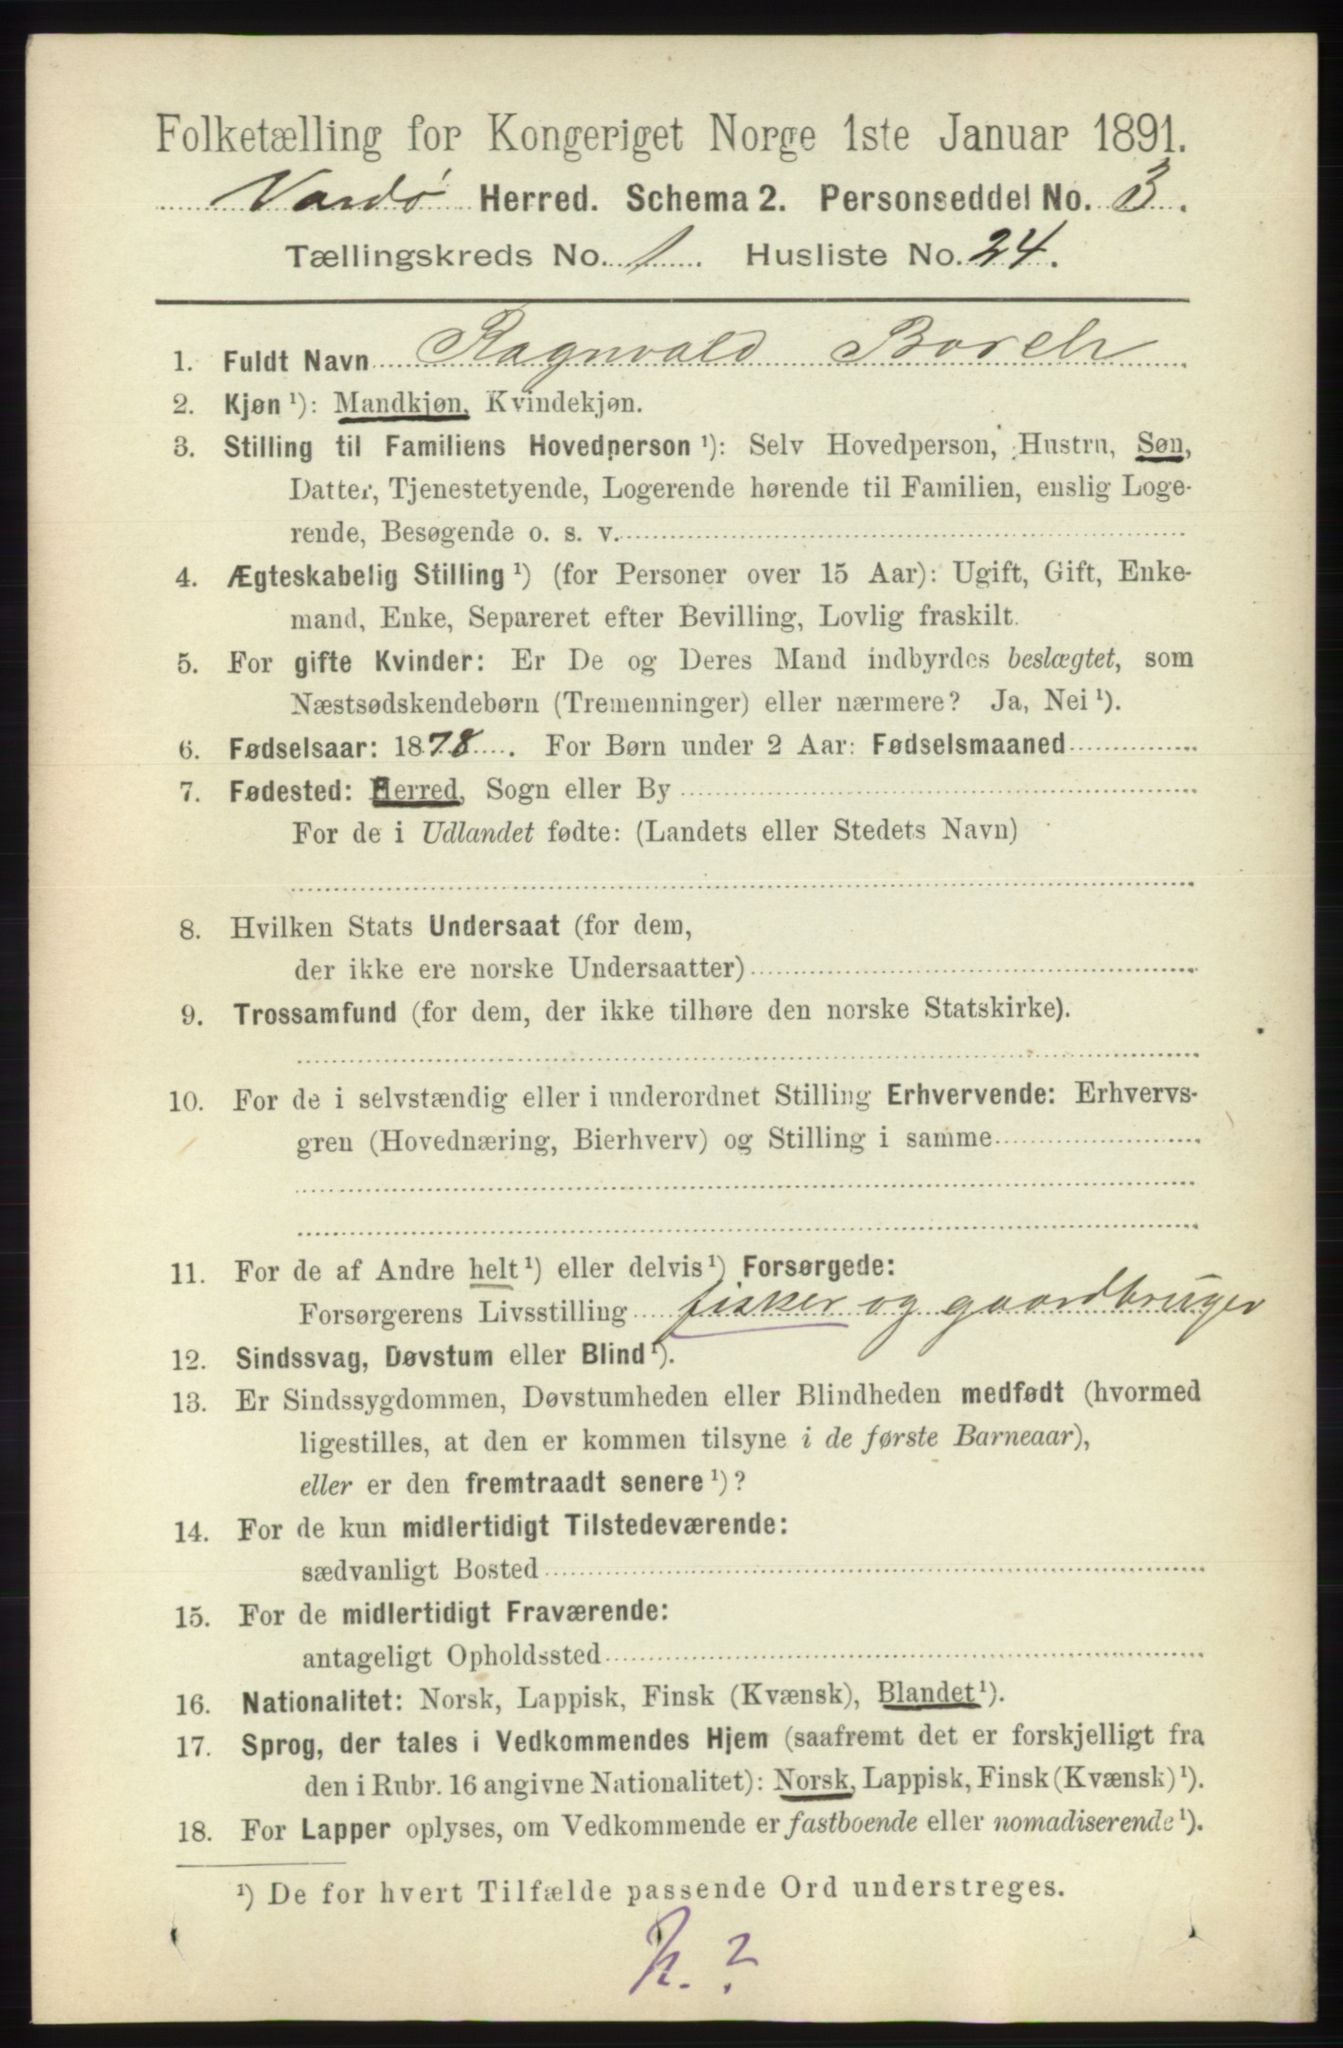 Folketælling for Kongeriget Norge 1ste Januar 1891.
Vardø Herred. Schema 2. Personseddel No. 3.
Tællingskreds No. 1 Husliste No. 24.
1. Fuldt Navn Ragnvald Borch
2. Kjøn ¹): Mandkjøn, Kvindekjøn.
3. Stilling til Familiens Hovedperson ¹): Selv Hovedperson, Hustru, Søn,
Datter, Tjenestetyende, Logerende hørende til Familien, enslig Loge-
rende, Besøgende o. s. v.
4. Ægteskabelig Stilling ¹) (for Personer over 15 Aar): Ugift, Gift, Enke-
mand, Enke, Separeret efter Bevilling, Lovlig fraskilt.
5. For gifte Kvinder: Er De og Deres Mand indbyrdes beslægtet, som
Næstsødskendebørn (Tremenninger) eller nærmere? Ja, Nei ¹).
6. Fødselsaar: 1878. For Børn under 2 Aar: Fødselsmaaned
7. Fødested: Herred, Sogn eller By
For de i Udlandet fødte: (Landets eller Stedets Navn)
8. Hvilken Stats Undersaat (for dem,
der ikke ere norske Undersaatter)
9. Trossamfund (for dem, der ikke tilhøre den norske Statskirke).
10. For de i selvstændig eller i underordnet Stilling Erhvervende: Erhvervs-
gren (Hovednæring, Bierhverv) og Stilling i samme
11. For de af Andre helt ¹) eller delvis ¹) Forsørgede:
Forsørgerens Livsstilling fisker og gaardbruger
12. Sindssvag, Døvstum eller Blind ¹).
13. Er Sindssygdommen, Døvstumheden eller Blindheden medfødt (hvormed
ligestilles, at den er kommen tilsyne i de første Barneaar),
eller er den fremtraadt senere ¹)?
14. For de kun midlertidigt Tilstedeværende:
sædvanligt Bosted
15. For de midlertidigt Fraværende:
antageligt Opholdssted
16. Nationalitet: Norsk, Lappisk, Finsk (Kvænsk), Blandet ¹).
17. Sprog, der tales i Vedkommendes Hjem (saafremt det er forskjelligt fra
den i Rubr. 16 angivne Nationalitet): Norsk, Lappisk, Finsk (Kvænsk) ¹).
18. For Lapper oplyses, om Vedkommende er fastboende eller nomadiserende ¹).
¹) De for hvert Tilfælde passende Ord understreges.
h. ?